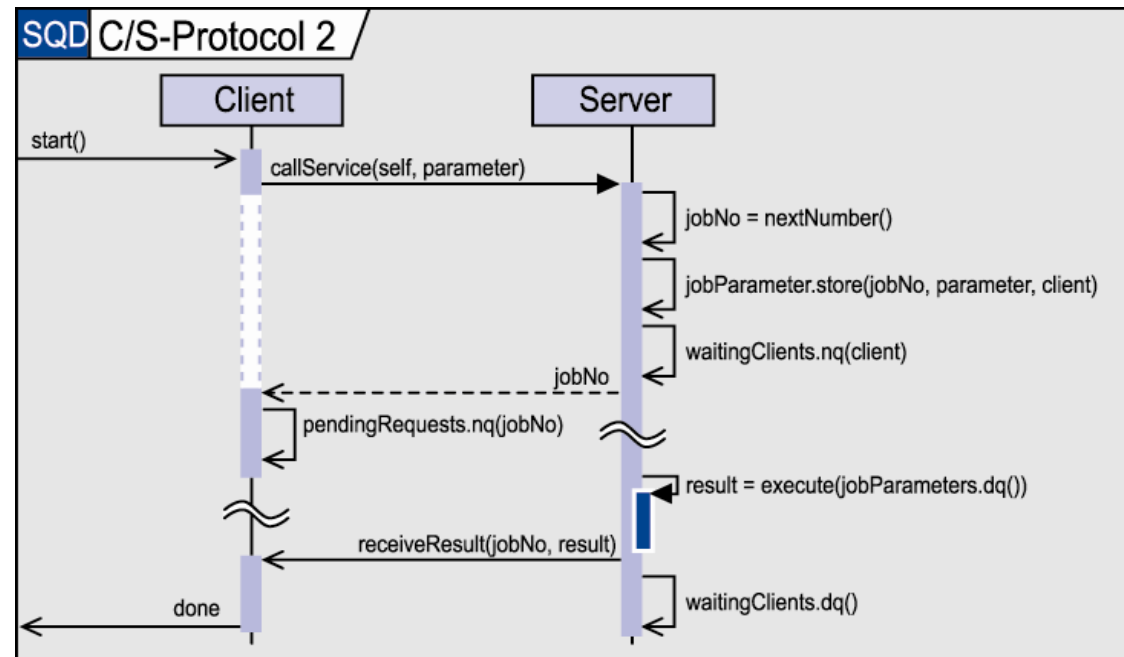 SQD C/S-Protocol 2
Client
Server
start()
callService(self, parameter)
jobNo = nextNumber()
jobParameter.store(jobNo, parameter, client)
waitingClients.nq(client)
jobNo
pendingRequests.nq(jobNo)
result = execute(jobParameters.dq())
receiveResult(jobNo, result)
waitingClients.dq()
done